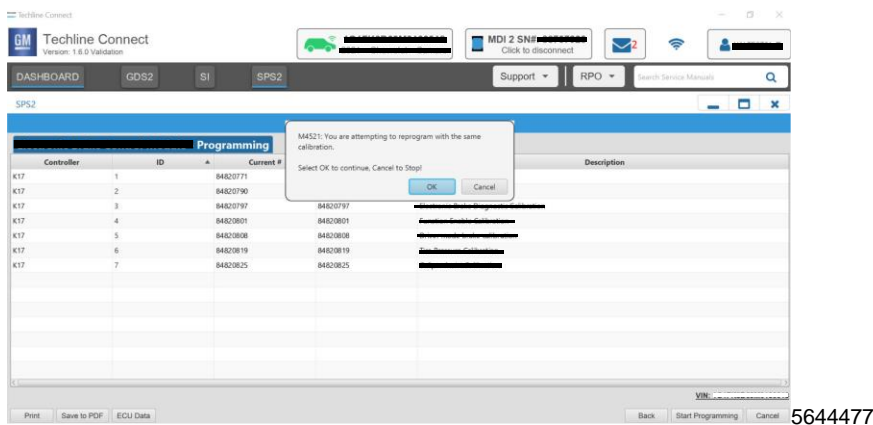 Techline Connect
GM Techline Connect
Version: 1.6.0 Validation
MDI 2 SN#
Click to disconnect
2
DASHBOARD GDS2 SI SPS2 Support RPO Search Service Manuals
SPS2
Programming
M4521: You are attempting to reprogram with the same
calibration.
Select OK to continue, Cancel to Stop!
OK Cancel
Controller ID Current # Description
K17 1 84820771
K17 2 84820790
K17 3 84820797 84820797
K17 4 84820801 84820801
K17 5 84820808 84820808
K17 6 84820819 84820819
K17 7 84820825 84820825
VIN:
Print Save to PDF ECU Data Back Start Programming Cancel
5644477